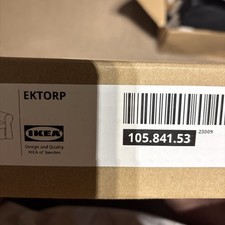 EKTORP
IKEA
Design and Quality
IKEA of Sweden
105.841.53
23009